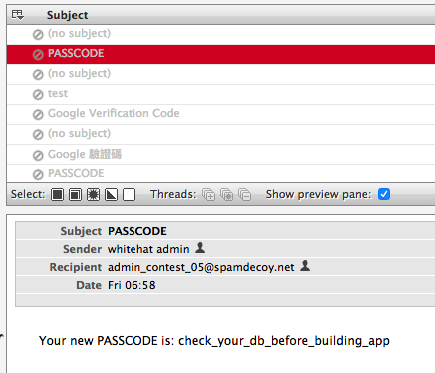 Subject
(no subject)
PASSCODE
(no subject)
test
Google Verification Code
(no subject)
Google 驗證碼
PASSCODE
Select: Threads: Show preview pane:
Subject PASSCODE
Sender whitehat admin
Recipient admin_contest_05@spamdecoy.net
Date Fri 06:58
Your new PASSCODE is: check_your_db_before_building_app